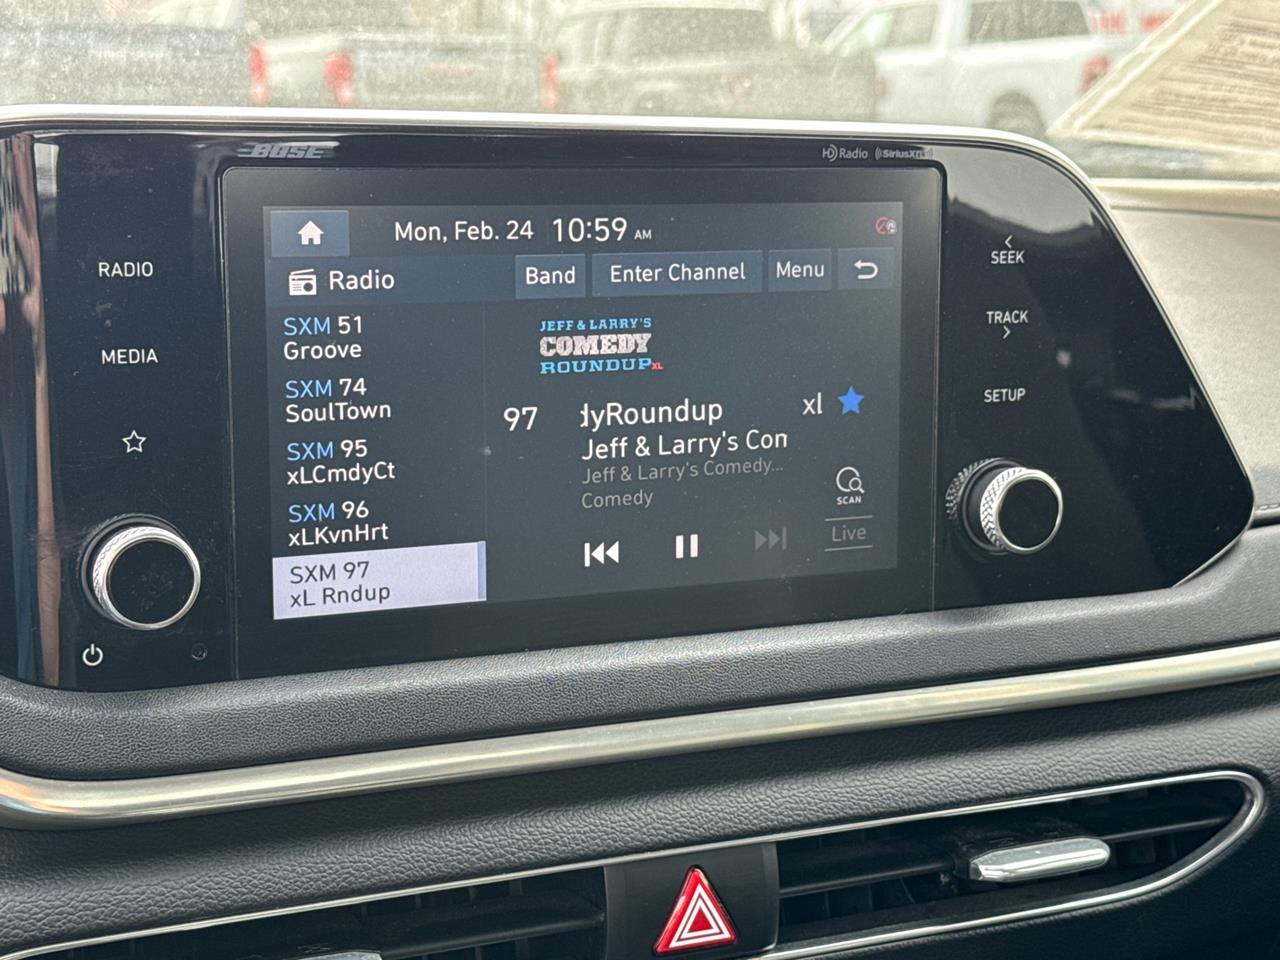 BOSE
HD Radio
SiriusXM
RADIO
MEDIA
Mon, Feb. 24 10:59 AM
Radio
Band
Enter Channel
Menu
SXM 51
Groove
SXM 74
SoulTown
SXM 95
xLCmdyCt
SXM 96
xLKvnHrt
SXM 97
xL Rndup
JEFF & LARRY'S
COMEDY
ROUNDUP XL
97
dyRoundup
xl
Jeff & Larry's Com
Jeff & Larry's Comedy...
Comedy
SCAN
Live
SEEK
TRACK
SETUP